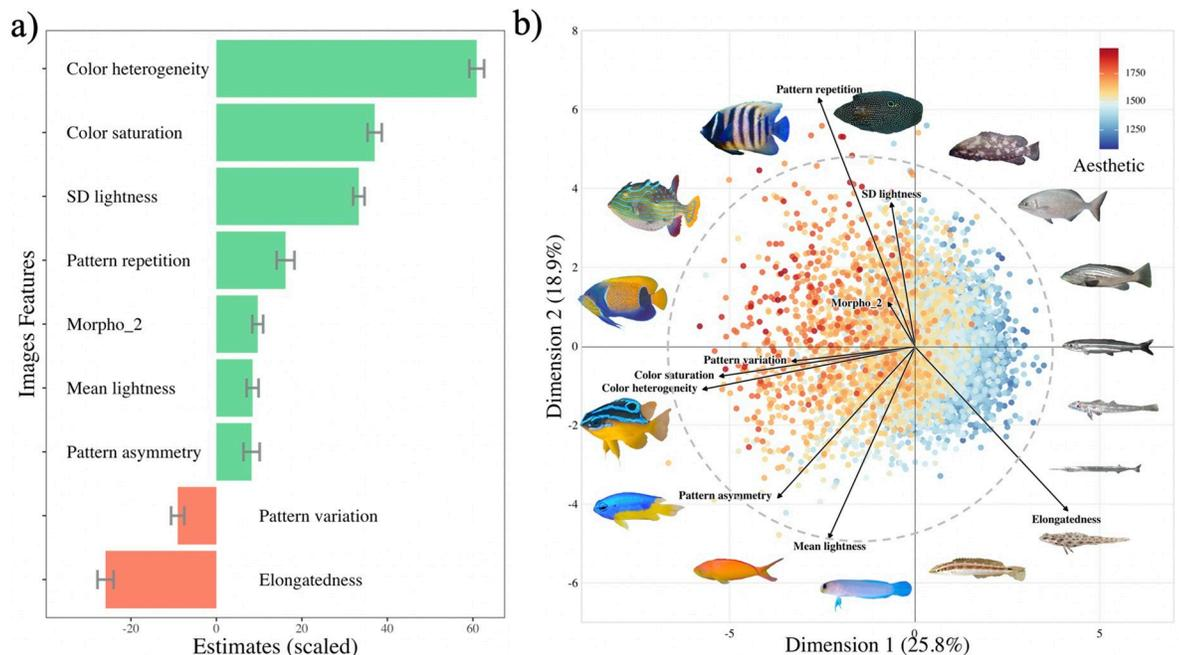 a)
Images Features
Color heterogeneity
Color saturation
SD lightness
Pattern repetition
Morpho_2
Mean lightness
Pattern asymmetry
Pattern variation
Elongatedness
-20
0
20
40
60
Estimates (scaled)
b)
Dimension 2 (18.9%)
8
6
4
2
0
-2
-4
-6
Pattern repetition
SD lightness
Morpho_2
Pattern variation
Color saturation
Color heterogeneity
Pattern asymmetry
Mean lightness
Elongatedness
1750
1500
1250
Aesthetic
-5
0
5
Dimension 1 (25.8%)